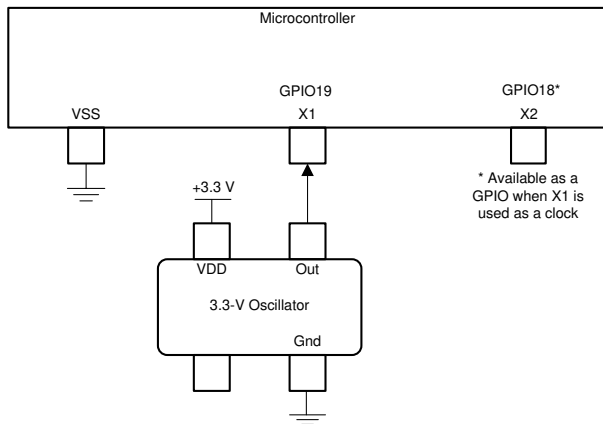 Microcontroller
GPIO19
GPIO18*
VSS
X1
X2
* Available as a
GPIO when X1 is
used as a clock
+3.3 V
VDD
Out
3.3-V Oscillator
Gnd